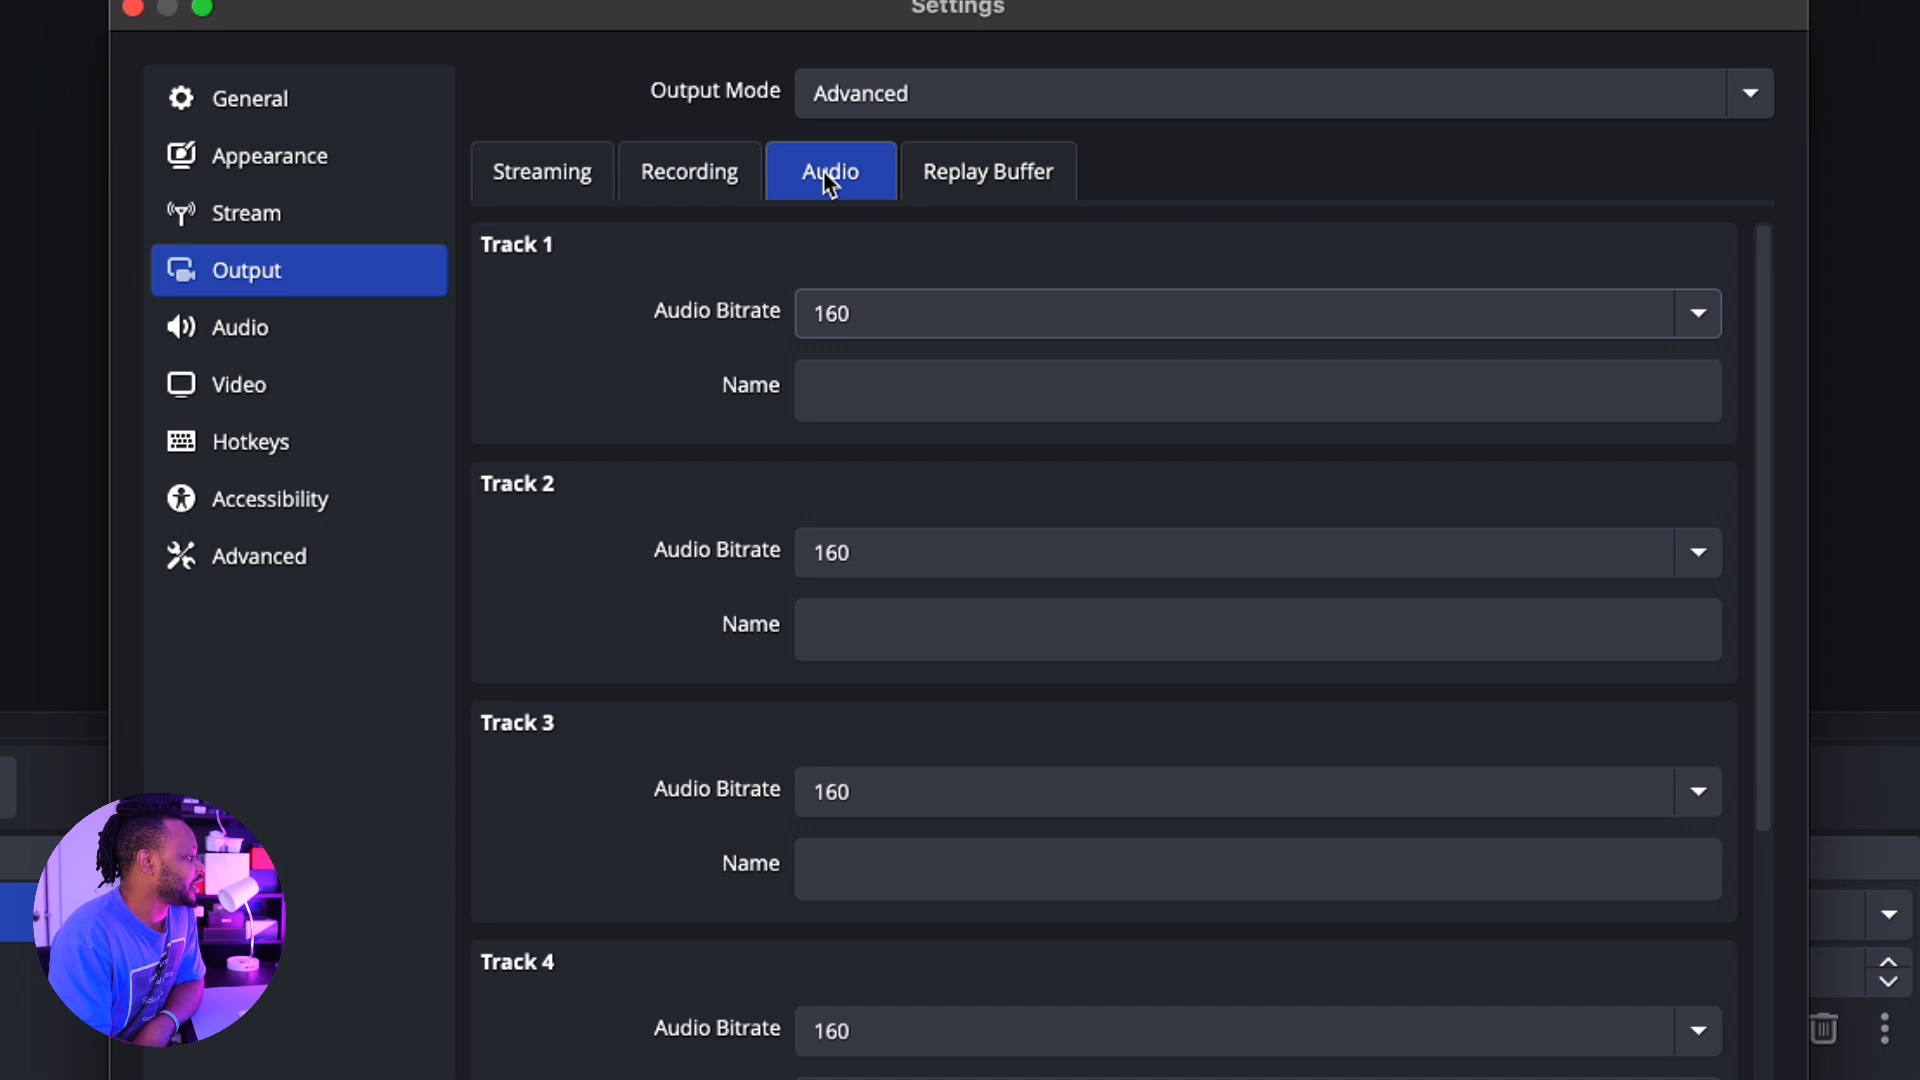 Settings
General
Appearance
Stream
Output
Audio
Video
Hotkeys
Accessibility
Advanced
Output Mode
Advanced
Streaming
Recording
Audio
Replay Buffer
Track 1
Audio Bitrate
160
Name
Track 2
Audio Bitrate
160
Name
Track 3
Audio Bitrate
160
Name
Track 4
Audio Bitrate
160